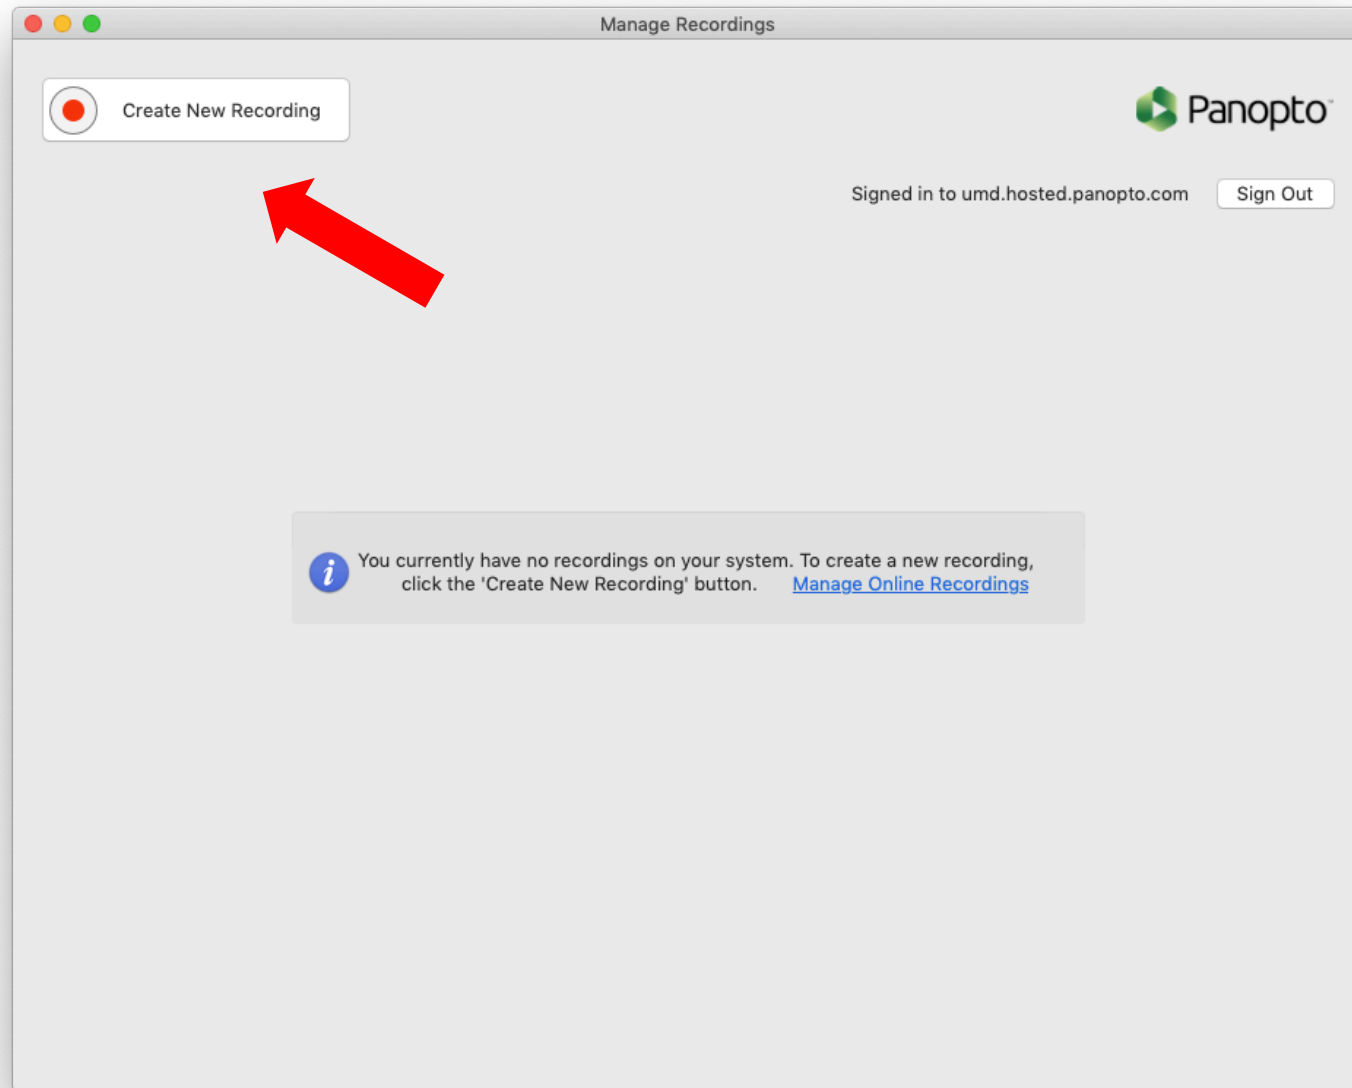 Manage Recordings
Create New Recording
Panopto™
Signed in to umd.hosted.panopto.com
Sign Out
You currently have no recordings on your system. To create a new recording,
click the 'Create New Recording' button. Manage Online Recordings